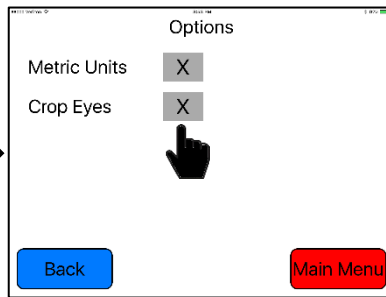 Options
Metric Units X
Crop Eyes X
Back
Main Menu